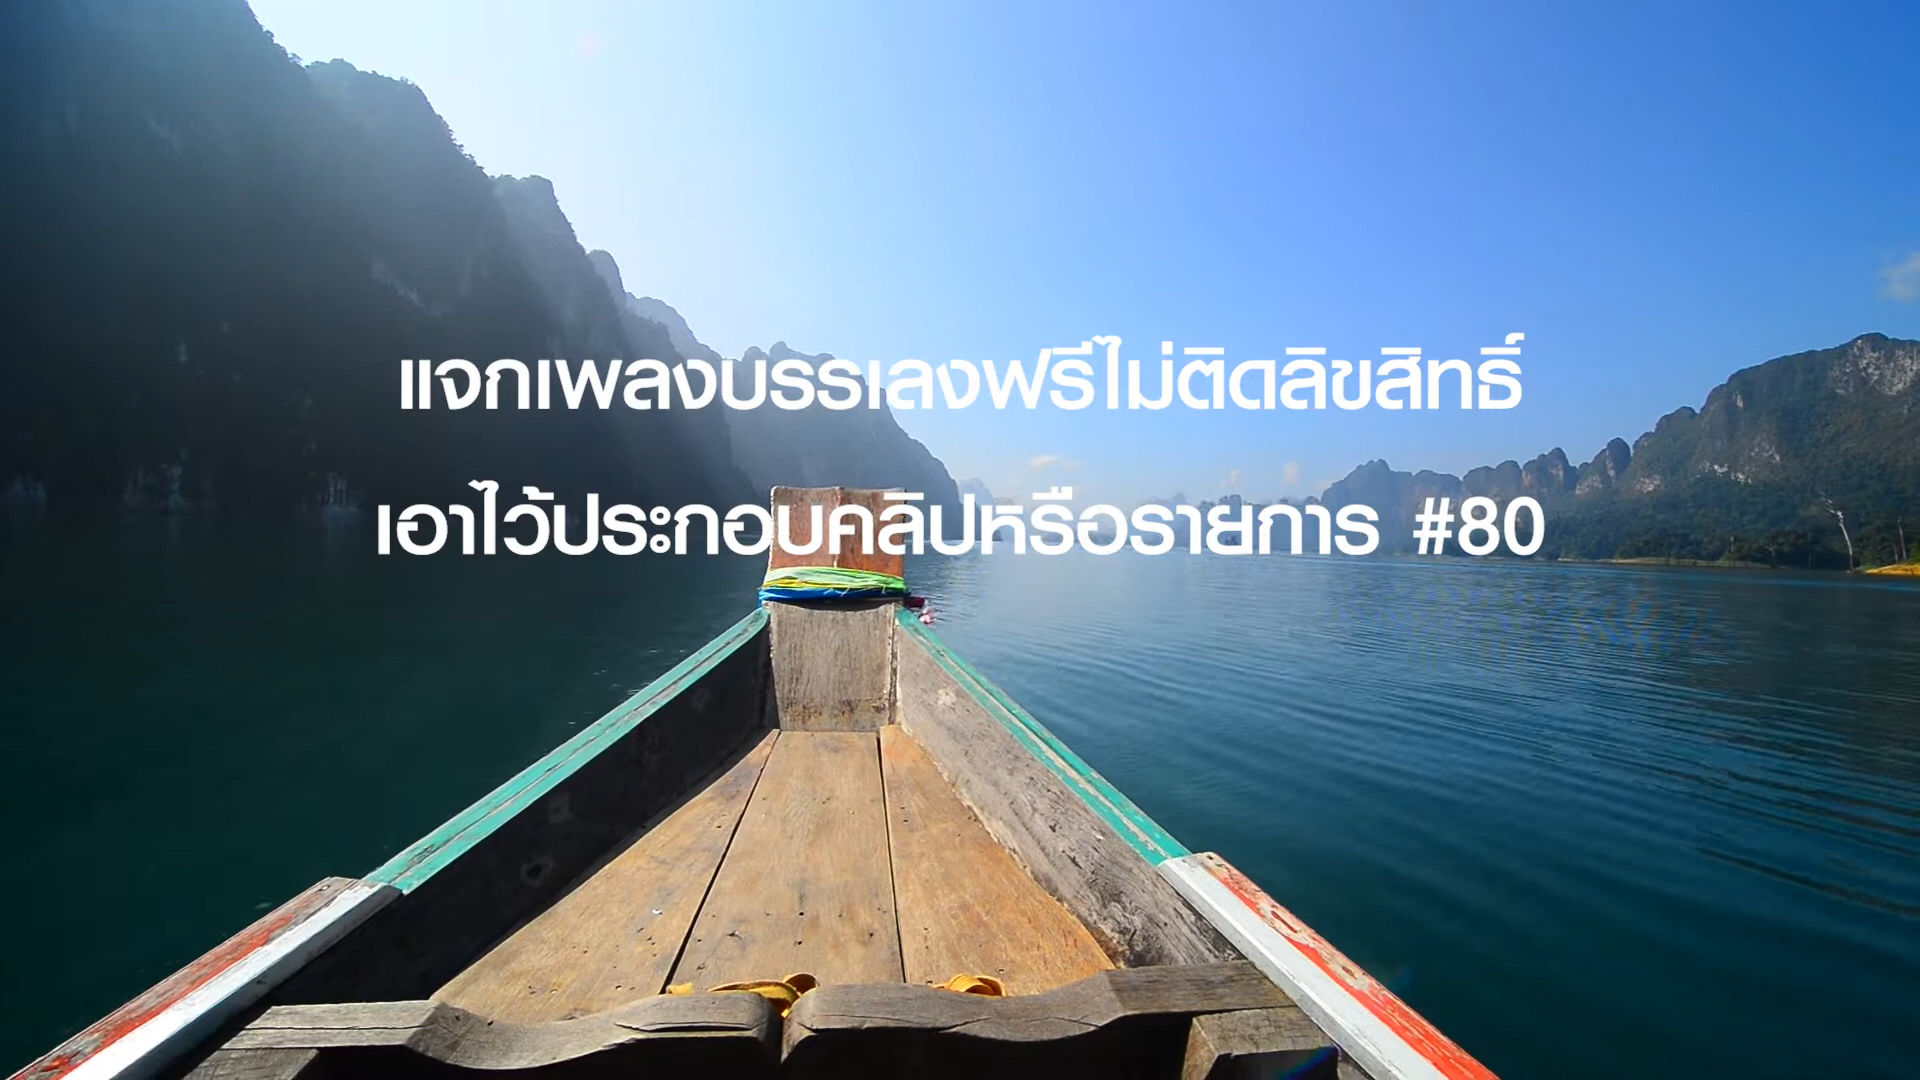 แจกเพลงบรรเลงฟรีไม่ติดลิขสิทธิ์
เอาไว้ประกอบคลิปหรือรายการ #80